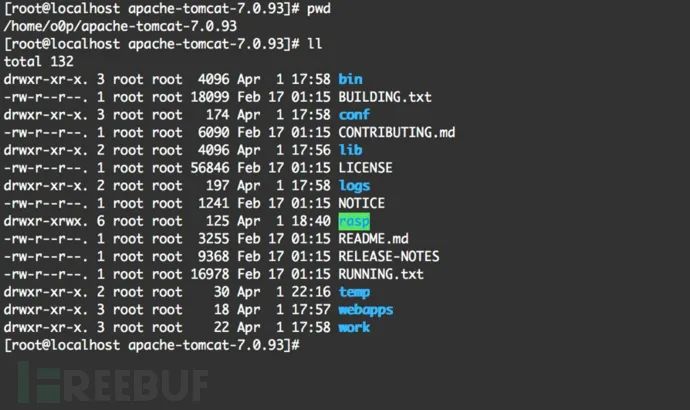 [root@localhost apache-tomcat-7.0.93]# pwd
/home/o0p/apache-tomcat-7.0.93
[root@localhost apache-tomcat-7.0.93]# ll
total 132
drwxr-xr-x. 3 root root  4096 Apr  1 17:58 bin
-rw-r--r--. 1 root root 18099 Feb 17 01:15 BUILDING.txt
drwxr-xr-x. 3 root root   174 Apr  1 17:58 conf
-rw-r--r--. 1 root root  6090 Feb 17 01:15 CONTRIBUTING.md
drwxr-xr-x. 2 root root  4096 Apr  1 17:56 lib
-rw-r--r--. 1 root root 56846 Feb 17 01:15 LICENSE
drwxr-xr-x. 2 root root   197 Apr  1 17:58 logs
-rw-r--r--. 1 root root  1241 Feb 17 01:15 NOTICE
drwxr-xrwx. 6 root root   125 Apr  1 18:40 rasp
-rw-r--r--. 1 root root  3255 Feb 17 01:15 README.md
-rw-r--r--. 1 root root  9368 Feb 17 01:15 RELEASE-NOTES
-rw-r--r--. 1 root root 16978 Feb 17 01:15 RUNNING.txt
drwxr-xr-x. 2 root root    30 Apr  1 22:16 temp
drwxr-xr-x. 3 root root    18 Apr  1 17:57 webapps
drwxr-xr-x. 3 root root    22 Apr  1 17:58 work
[root@localhost apache-tomcat-7.0.93]#
FREEBUF